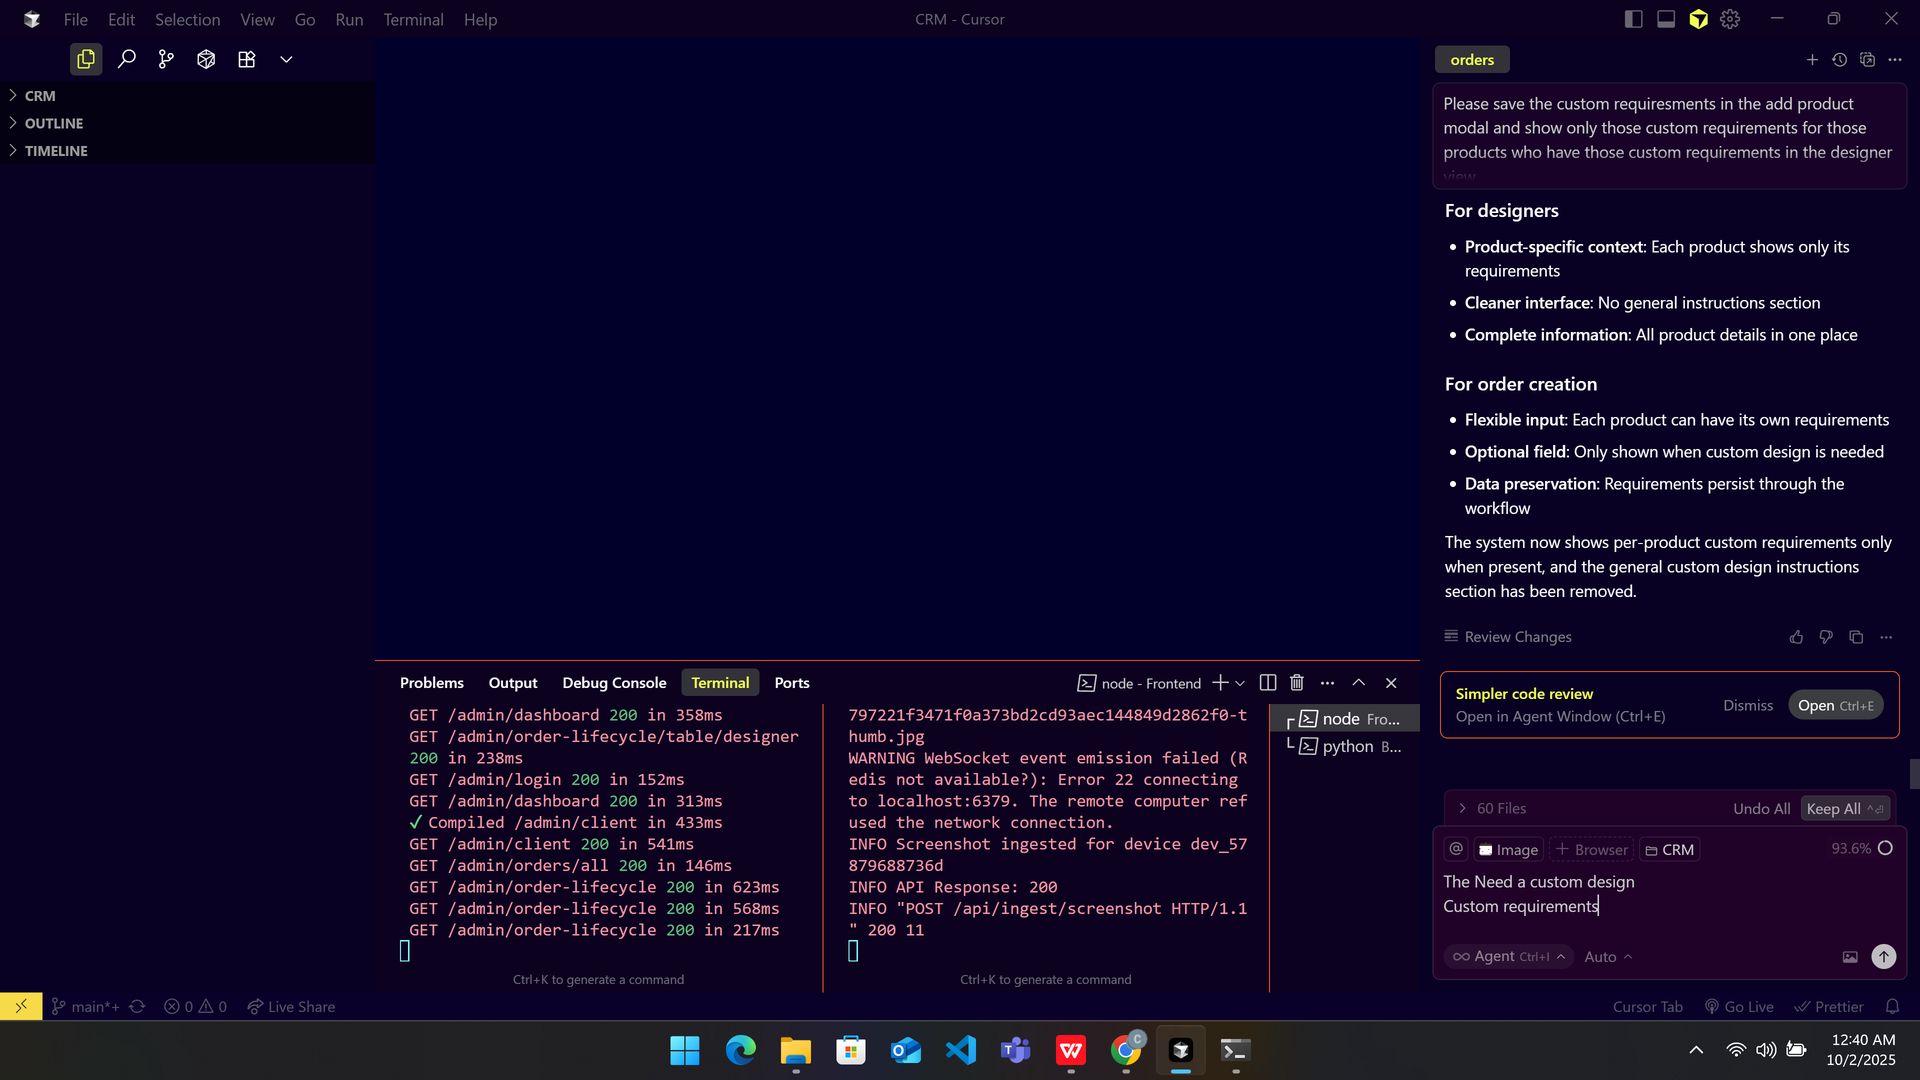 File Edit Selection View Go Run Terminal Help
CRM - Cursor
CRM
OUTLINE
TIMELINE
orders
Please save the custom requiresments in the add product
modal and show only those custom requirements for those
products who have those custom requirements in the designer
view
For designers
Product-specific context: Each product shows only its
requirements
Cleaner interface: No general instructions section
Complete information: All product details in one place
For order creation
Flexible input: Each product can have its own requirements
Optional field: Only shown when custom design is needed
Data preservation: Requirements persist through the
workflow
The system now shows per-product custom requirements only
when present, and the general custom design instructions
section has been removed.
Review Changes
Simpler code review
Open in Agent Window (Ctrl+E)
Dismiss
Open Ctrl+E
60 Files
Undo All
Keep All
@ Image + Browser CRM
93.6%
The Need a custom design
Custom requirements
Agent Ctrl+I
Auto
Problems Output Debug Console Terminal Ports
node - Frontend
GET /admin/dashboard 200 in 358ms
GET /admin/order-lifecycle/table/designer
200 in 238ms
GET /admin/login 200 in 152ms
GET /admin/dashboard 200 in 313ms
✓ Compiled /admin/client in 433ms
GET /admin/client 200 in 541ms
GET /admin/orders/all 200 in 146ms
GET /admin/order-lifecycle 200 in 623ms
GET /admin/order-lifecycle 200 in 568ms
GET /admin/order-lifecycle 200 in 217ms
Ctrl+K to generate a command
797221f3471f0a373bd2cd93aec144849d2862f0-t
humb.jpg
WARNING WebSocket event emission failed (R
edis not available?): Error 22 connecting
to localhost:6379. The remote computer ref
used the network connection.
INFO Screenshot ingested for device dev_57
879688736d
INFO API Response: 200
INFO "POST /api/ingest/screenshot HTTP/1.1
" 200 11
Ctrl+K to generate a command
node Fro...
python B...
main*+
0
0
Live Share
Cursor Tab
Go Live
Prettier
12:40 AM
10/2/2025